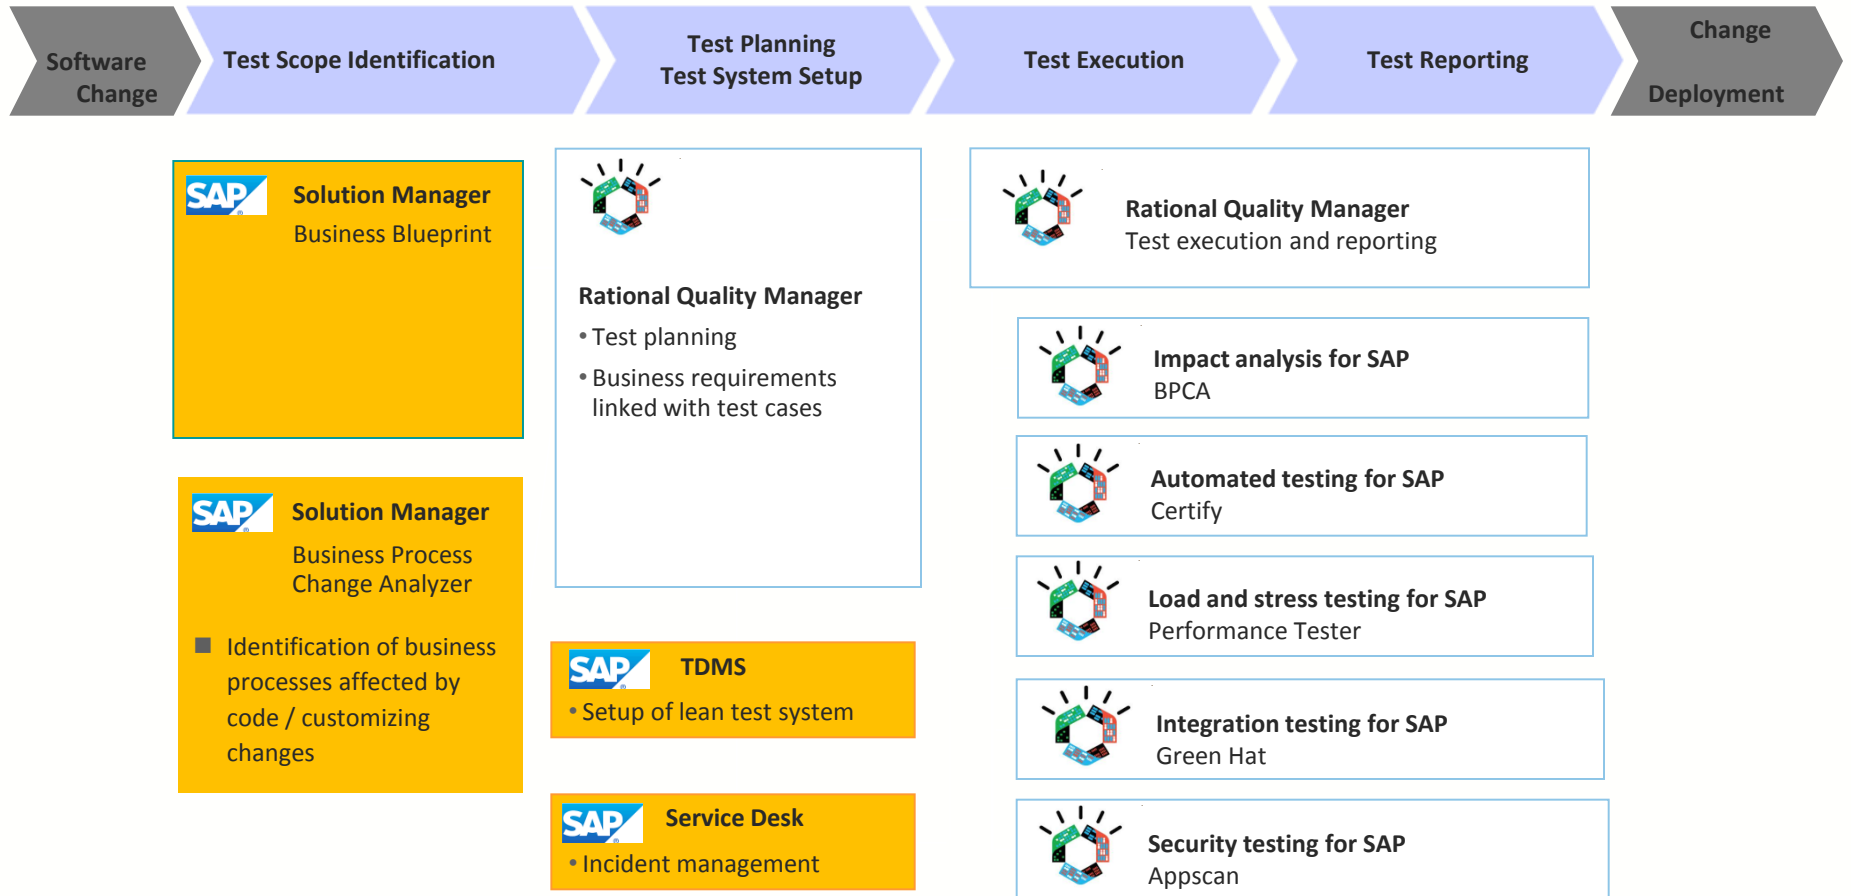 Software
Change
Test Scope Identification
Test Planning
Test System Setup
Test Execution
Test Reporting
Change
Deployment
SAP
Solution Manager
Business Blueprint
SAP
Solution Manager
Business Process
Change Analyzer
■ Identification of business
processes affected by
code / customizing
changes
Rational Quality Manager
• Test planning
• Business requirements
linked with test cases
SAP
TDMS
• Setup of lean test system
SAP
Service Desk
• Incident management
Rational Quality Manager
Test execution and reporting
Impact analysis for SAP
BPCA
Automated testing for SAP
Certify
Load and stress testing for SAP
Performance Tester
Integration testing for SAP
Green Hat
Security testing for SAP
Appscan